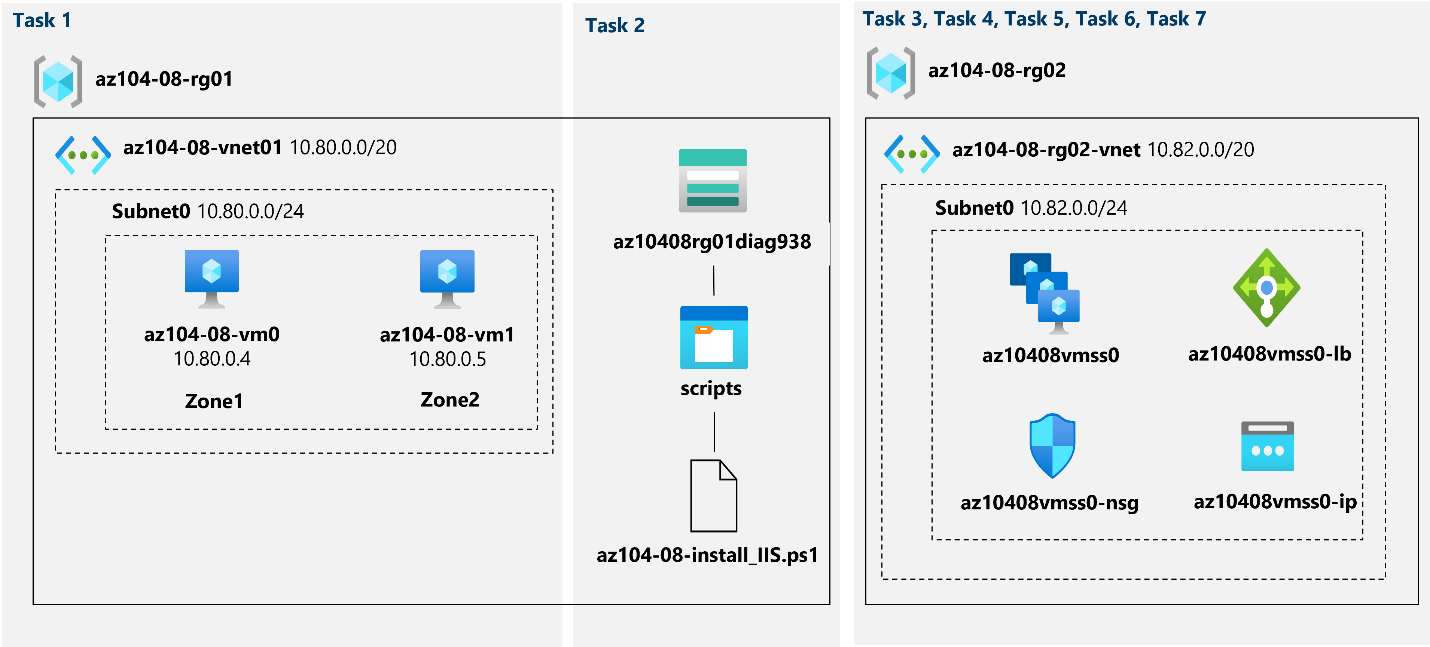 Task 1
az104-08-rg01
az104-08-vnet01 10.80.0.0/20
Subnet0 10.80.0.0/24
az104-08-vm0
10.80.0.4
Zone1
az104-08-vm1
10.80.0.5
Zone2
Task 2
az10408rg01diag938
scripts
az104-08-install_IIS.ps1
Task 3, Task 4, Task 5, Task 6, Task 7
az104-08-rg02
az104-08-rg02-vnet 10.82.0.0/20
Subnet0 10.82.0.0/24
az10408vmss0
az10408vmss0-lb
az10408vmss0-nsg
az10408vmss0-ip